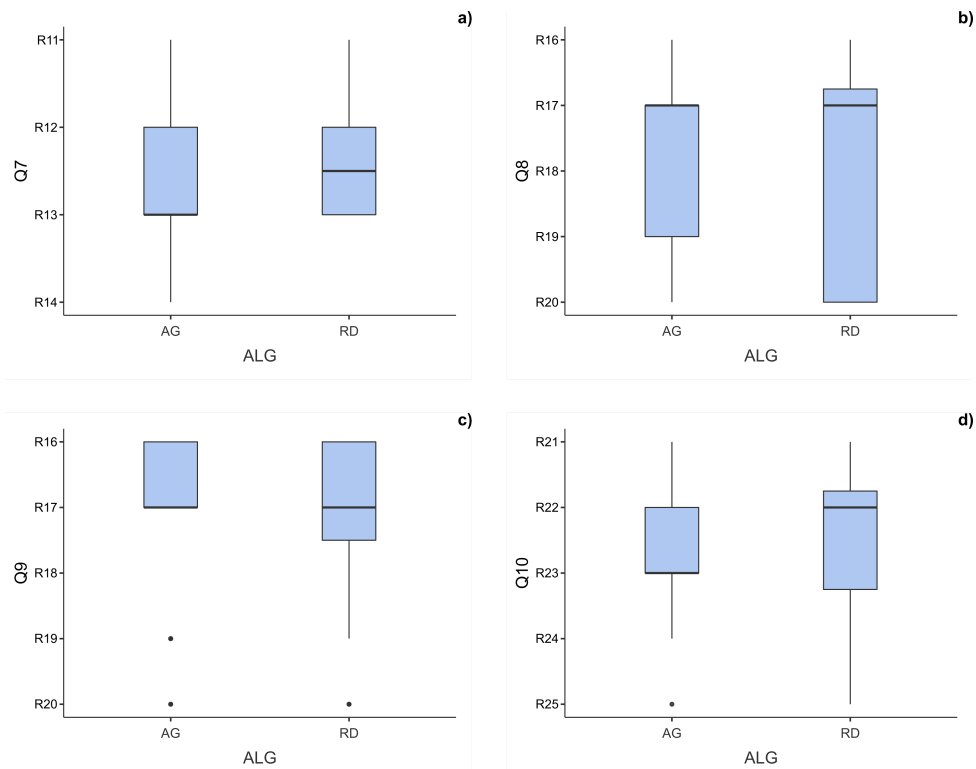 a)
R11
R12
Q7
R13
R14
AG RD
ALG
b)
R16
R17
Q8
R18
R19
R20
AG RD
ALG
c)
R16
R17
R18
Q9
R19
R20
AG RD
ALG
d)
R21
R22
R23
Q10
R24
R25
AG RD
ALG